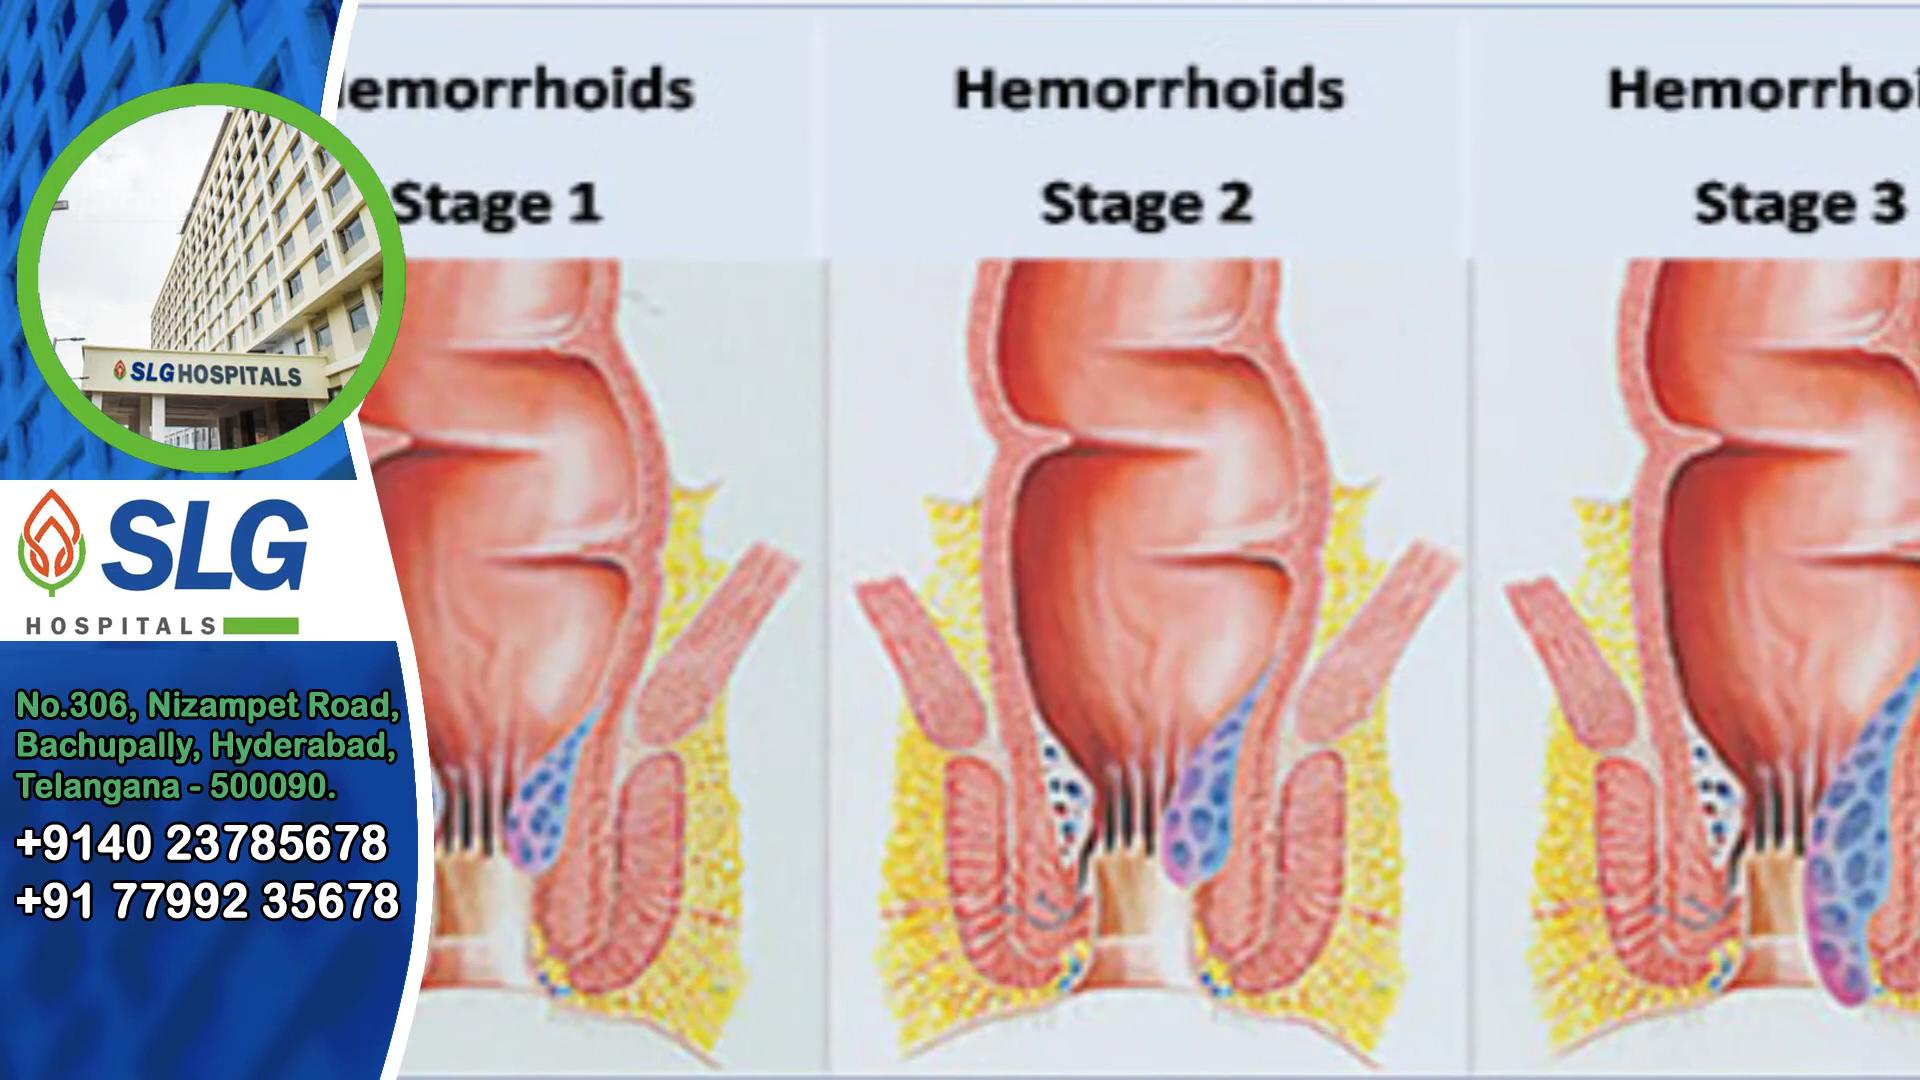 SLG HOSPITALS
SLG
HOSPITALS
No.306, Nizampet Road,
Bachupally, Hyderabad,
Telangana - 500090.
+9140 23785678
+91 77992 35678
emorrhoids
Stage 1
Hemorrhoids
Stage 2
Hemorrhoi
Stage 3